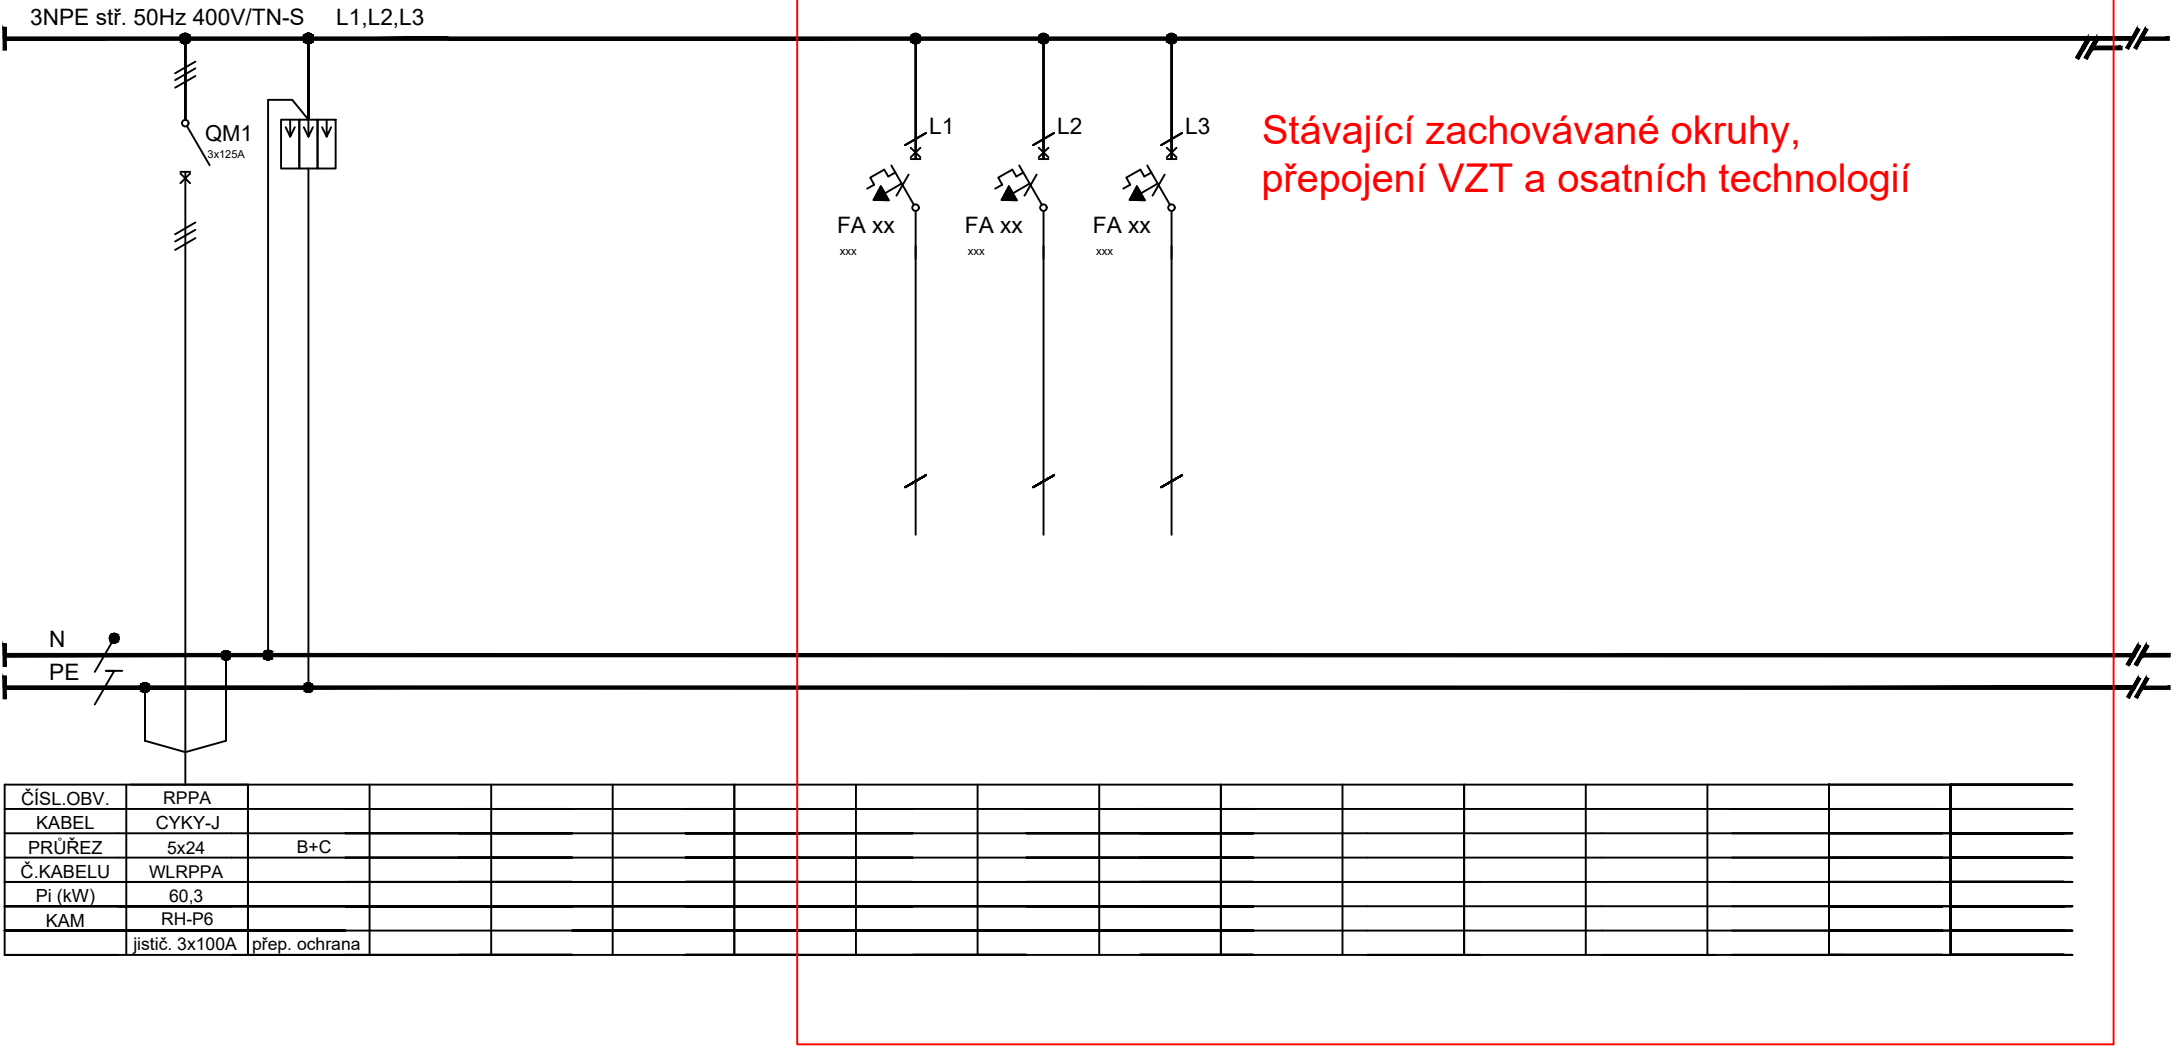 3NPE stř. 50Hz 400V/TN-S L1,L2,L3
QM1
3x125A
L1
L2
L3
FA xx
xxx
FA xx
xxx
FA xx
xxx
Stávající zachovávané okruhy,
přepojení VZT a osatních technologií
N
PE
ČÍSL.OBV. RPPA
KABEL CYKY-J
PRŮŘEZ 5x24 B+C
Č.KABELU WLRPPA
Pi (kW) 60,3
KAM RH-P6
jistič. 3x100A přep. ochrana